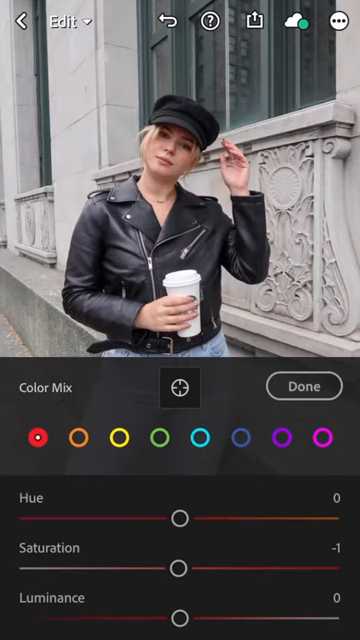 Edit
Color Mix
Done
Hue 0
Saturation -1
Luminance 0